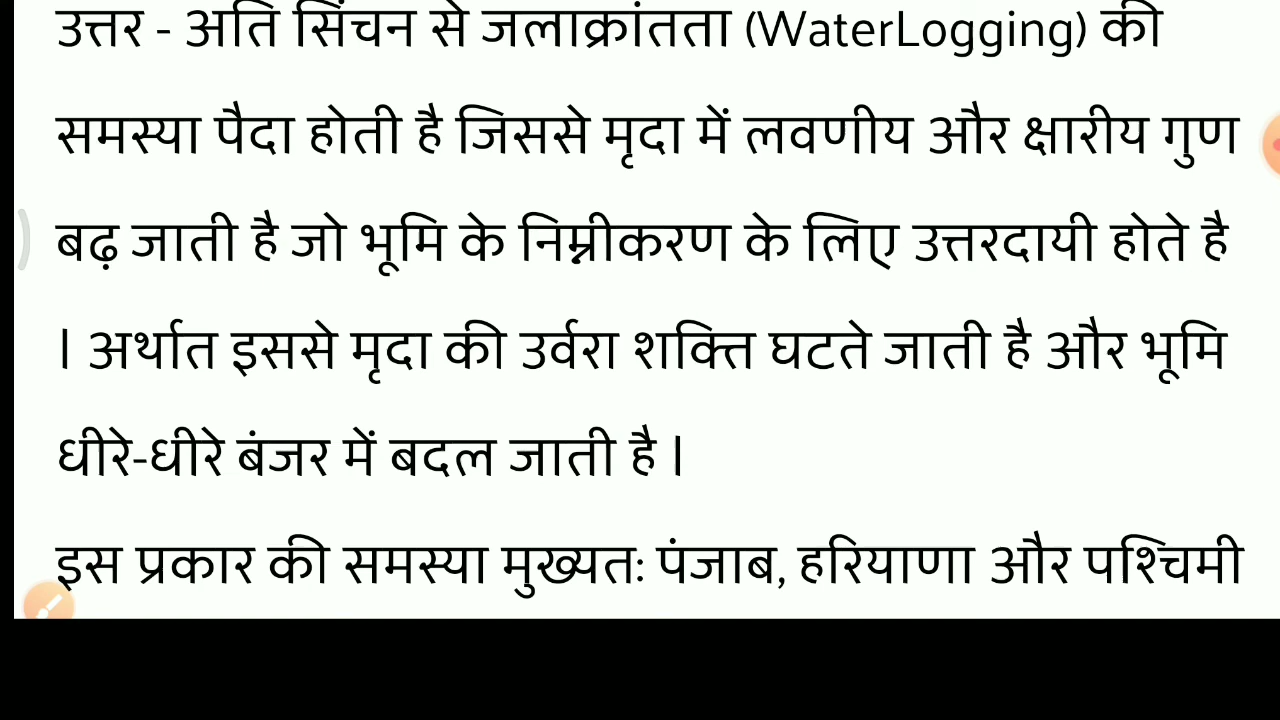 उत्तर - अति सिंचन से जलाक्रांतता (WaterLogging) की
समस्या पैदा होती है जिससे मृदा में लवणीय और क्षारीय गुण
बढ़ जाती है जो भूमि के निम्नीकरण के लिए उत्तरदायी होते है
। अर्थात इससे मृदा की उर्वरा शक्ति घटते जाती है और भूमि
धीरे-धीरे बंजर में बदल जाती है ।
इस प्रकार की समस्या मुख्यतः पंजाब, हरियाणा और पश्चिमी